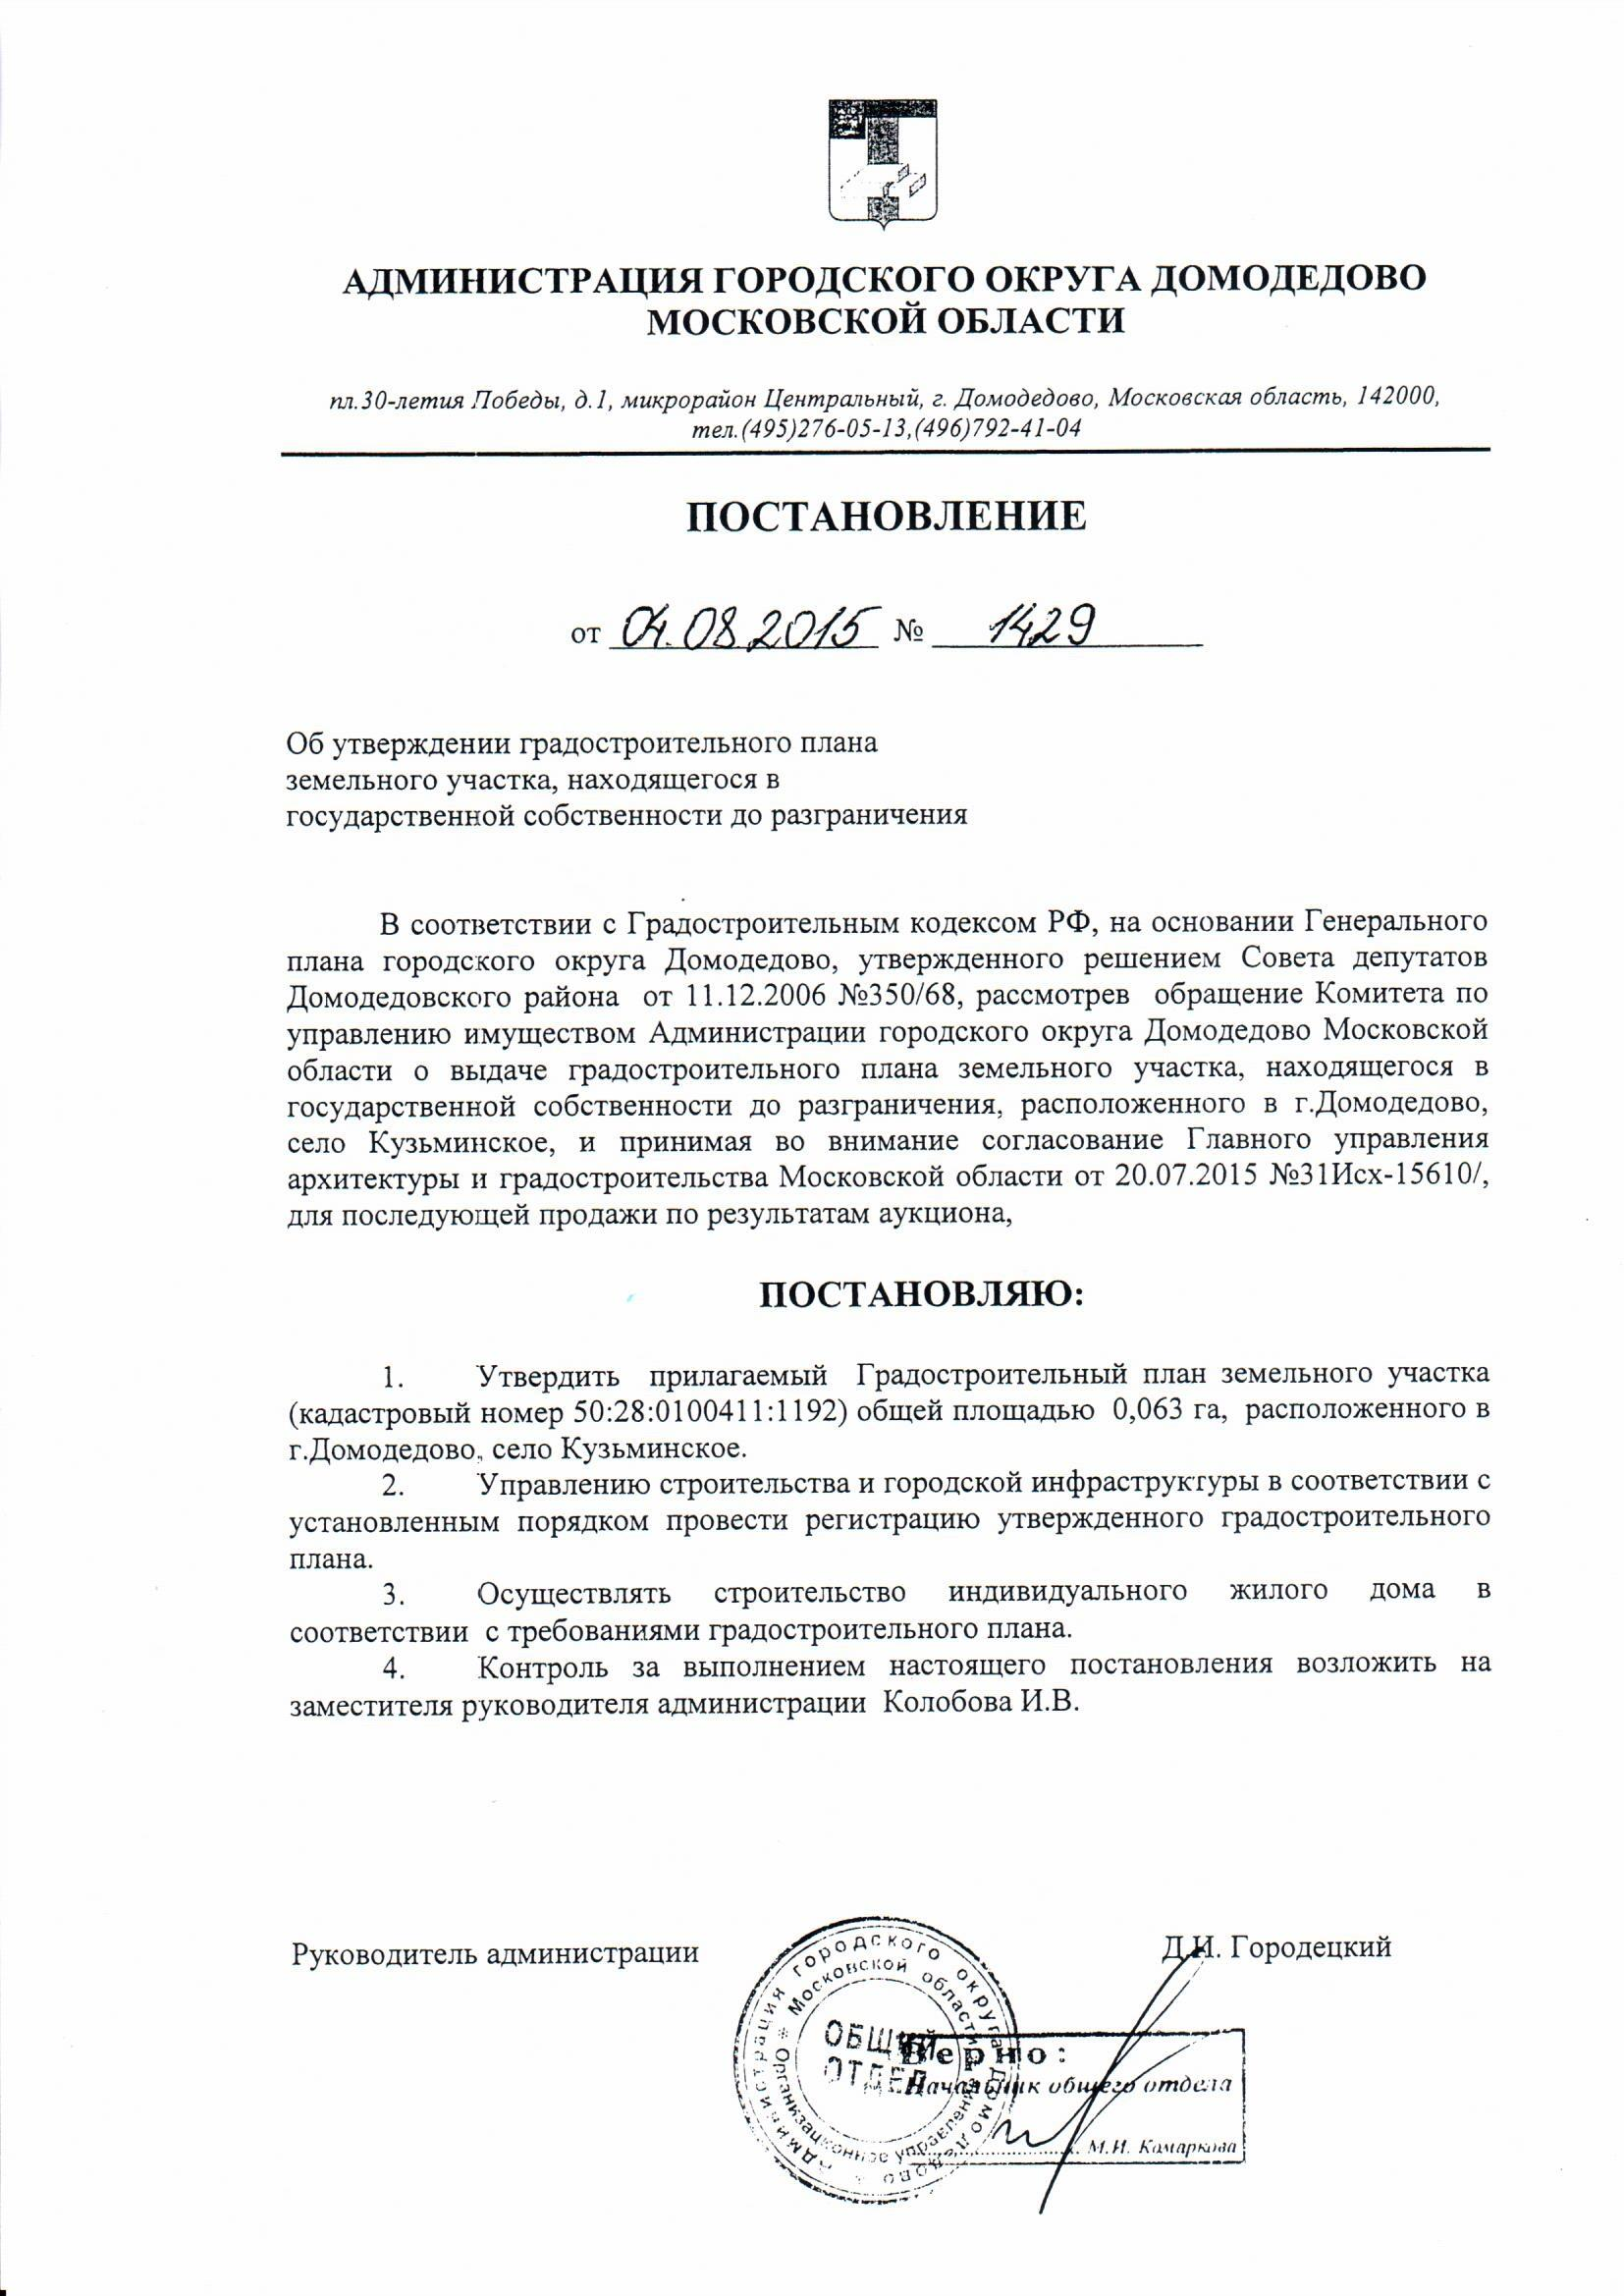 АДМИНИСТРАЦИЯ ГОРОДСКОГО ОКРУГА ДОМОДЕДОВО
МОСКОВСКОЙ ОБЛАСТИ
пл.30-летия Победы, д.1, микрорайон Центральный, г. Домодедово, Московская область, 142000,
тел.(495)276-05-13,(496)792-41-04
ПОСТАНОВЛЕНИЕ
от 04.08.2015 № 1429
Об утверждении градостроительного плана
земельного участка, находящегося в
государственной собственности до разграничения
В соответствии с Градостроительным кодексом РФ, на основании Генерального
плана городского округа Домодедово, утвержденного решением Совета депутатов
Домодедовского района от 11.12.2006 №350/68, рассмотрев обращение Комитета по
управлению имуществом Администрации городского округа Домодедово Московской
области о выдаче градостроительного плана земельного участка, находящегося в
государственной собственности до разграничения, расположенного в г.Домодедово,
село Кузьминское, и принимая во внимание согласование Главного управления
архитектуры и градостроительства Московской области от 20.07.2015 №31Исх-15610/,
для последующей продажи по результатам аукциона,
ПОСТАНОВЛЯЮ:
1. Утвердить прилагаемый Градостроительный план земельного участка
(кадастровый номер 50:28:0100411:1192) общей площадью 0,063 га, расположенного в
г.Домодедово, село Кузьминское.
2. Управлению строительства и городской инфраструктуры в соответствии с
установленным порядком провести регистрацию утвержденного градостроительного
плана.
3. Осуществлять строительство индивидуального жилого дома в
соответствии с требованиями градостроительного плана.
4. Контроль за выполнением настоящего постановления возложить на
заместителя руководителя администрации Колобова И.В.
Руководитель администрации Д.И. Городецкий
Администрация городского округа Домодедово
Московской области
Организационное управление
ОБЩИЙ
ОТДЕЛ
Верно:
Начальник общего отдела
М.И. Комаркова